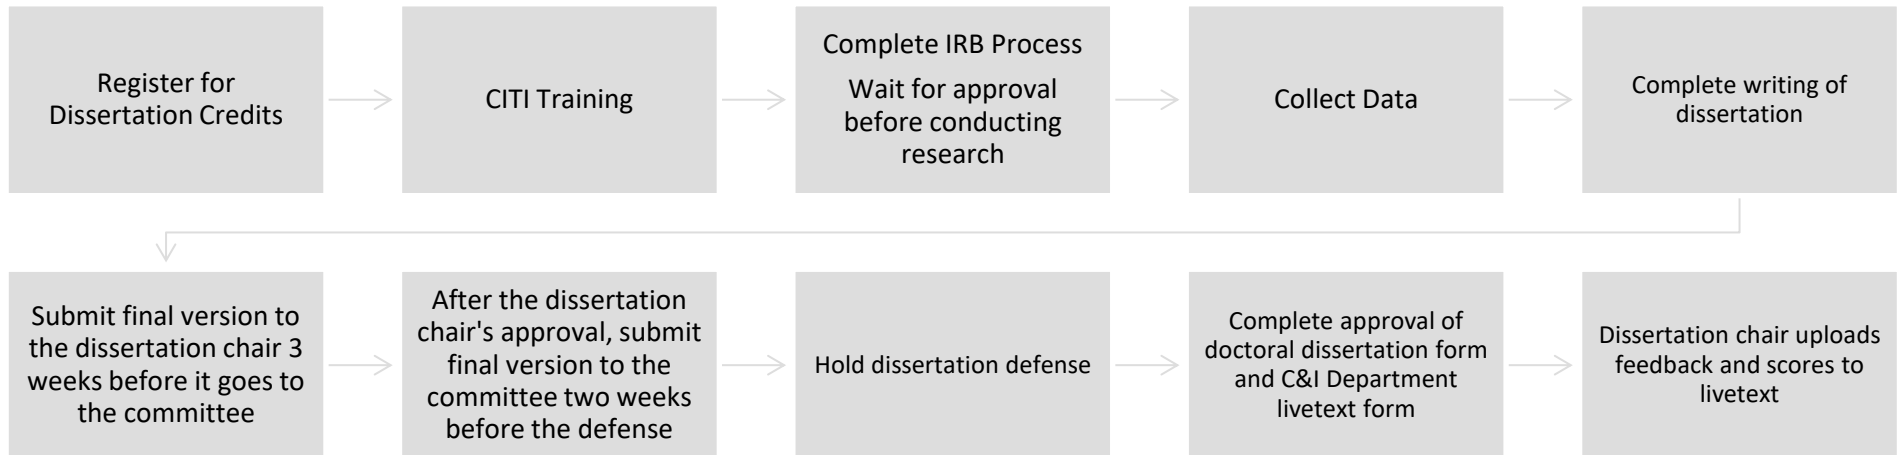 Register for
Dissertation Credits
CITI Training
Complete IRB Process
Wait for approval
before conducting
research
Collect Data
Complete writing of
dissertation
Submit final version to
the dissertation chair 3
weeks before it goes to
the committee
After the dissertation
chair's approval, submit
final version to the
committee two weeks
before the defense
Hold dissertation defense
Complete approval of
doctoral dissertation form
and C&I Department
livetext form
Dissertation chair uploads
feedback and scores to
livetext